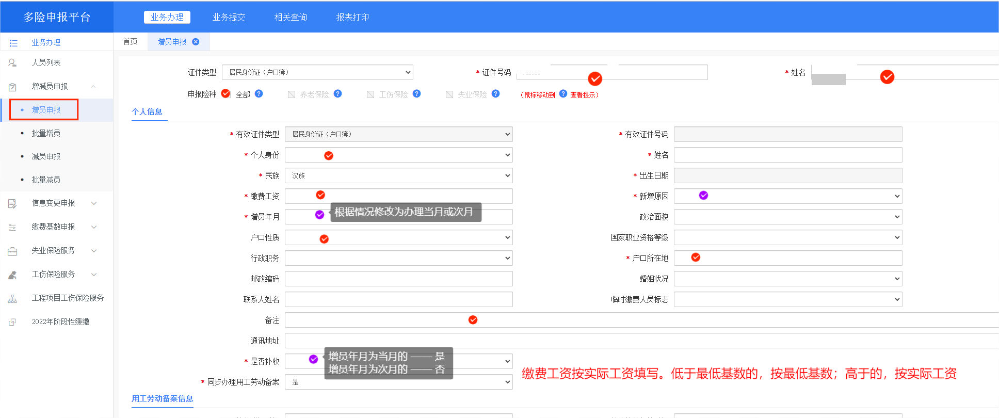 多险申报平台
业务办理
业务提交
相关查询
报表打印
业务办理
首页
增员申报
人员列表
增减员申报
增员申报
批量增员
减员申报
批量减员
信息变更申报
缴费基数申报
失业保险服务
工伤保险服务
工程项目工伤保险服务
2022年阶段性缓缴
证件类型 居民身份证（户口簿）
* 证件号码
* 姓名
申报险种 全部 ? 养老保险 ? 工伤保险 ? 失业保险 ? （鼠标移动到 ? 查看提示）
个人信息
* 有效证件类型 居民身份证（户口簿）
* 有效证件号码
* 个人身份
* 姓名
* 民族 汉族
* 出生日期
* 缴费工资
* 新增原因
* 增员年月 根据情况修改为办理当月或次月
政治面貌
户口性质
国家职业资格等级
行政职务
* 户口所在地
邮政编码
婚姻状况
联系人姓名
临时缴费人员标志
备注
通讯地址
* 是否补收
增员年月为当月的 —— 是
增员年月为次月的 —— 否
* 同步办理用工劳动备案 是
缴费工资按实际工资填写。低于最低基数的，按最低基数；高于的，按实际工资
用工劳动备案信息